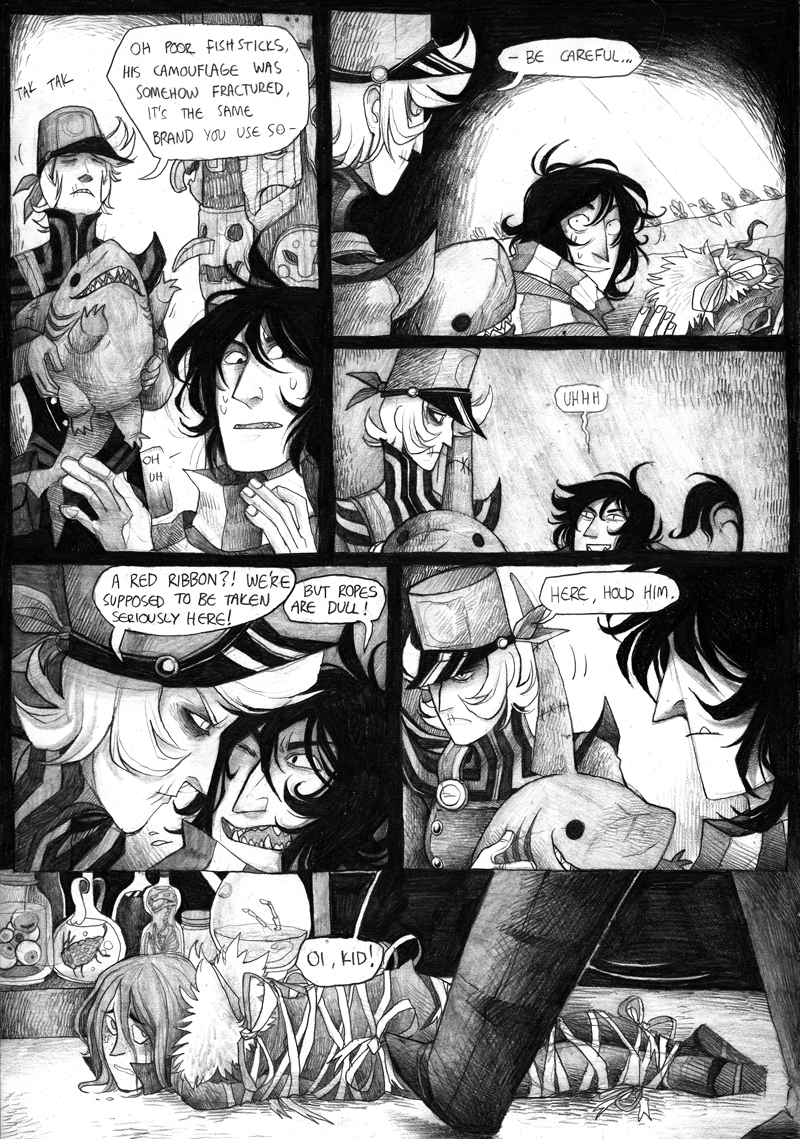 TAK TAK
OH POOR FISHSTICKS,
HIS CAMOUFLAGE WAS
SOMEHOW FRACTURED,
IT'S THE SAME
BRAND YOU USE SO-
OH
UH
- BE CAREFUL...
UHHH
A RED RIBBON?! WE'RE
SUPPOSED TO BE TAKEN
SERIOUSLY HERE!
BUT ROPES
ARE DULL!
HERE, HOLD HIM.
OI, KID!